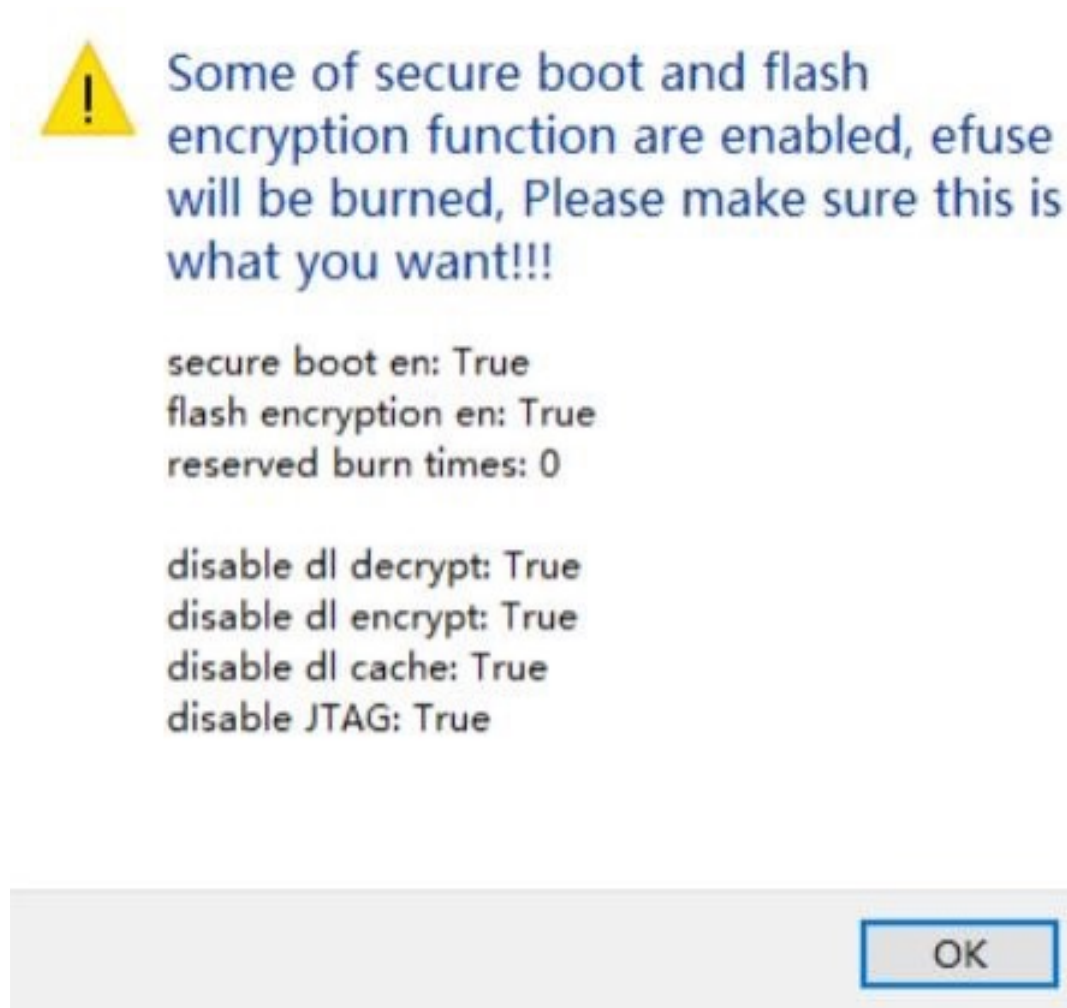 Some of secure boot and flash
encryption function are enabled, efuse
will be burned, Please make sure this is
what you want!!!
secure boot en: True
flash encryption en: True
reserved burn times: 0
disable dl decrypt: True
disable dl encrypt: True
disable dl cache: True
disable JTAG: True
OK